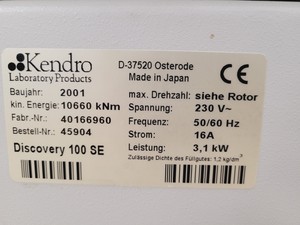 Kendro D-37520 Osterode
Laboratory Products Made in Japan CE
Baujahr: 2001 max. Drehzahl: siehe Rotor
kin. Energie: 10660 kNm Spannung: 230 V~
Fabr.-Nr.: 40166960 Frequenz: 50/60 Hz
Bestell-Nr.: 45904 Strom: 16A
Discovery 100 SE Leistung: 3,1 kW
Zulässige Dichte des Füllgutes: 1,2 kg/dm³